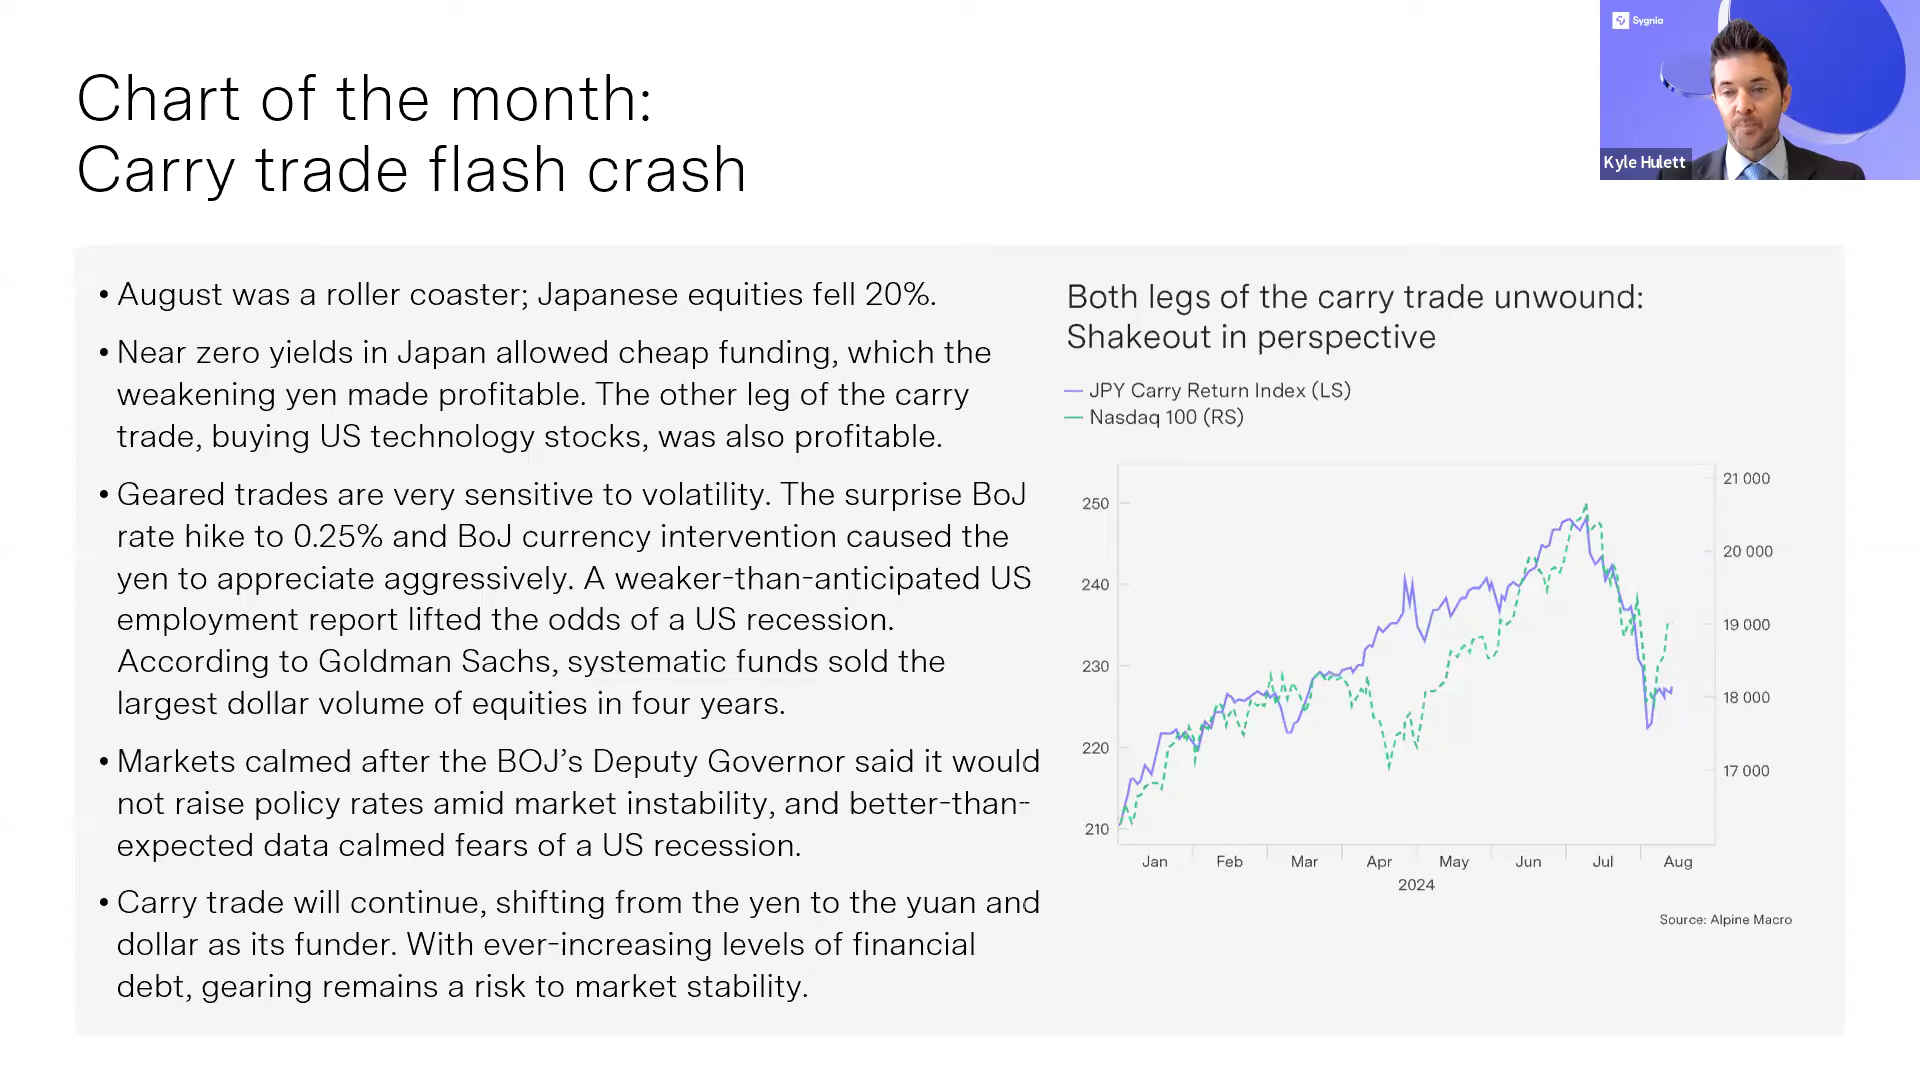 Sygnia
Kyle Hulett
Chart of the month:
Carry trade flash crash
• August was a roller coaster; Japanese equities fell 20%.
• Near zero yields in Japan allowed cheap funding, which the
weakening yen made profitable. The other leg of the carry
trade, buying US technology stocks, was also profitable.
• Geared trades are very sensitive to volatility. The surprise BoJ
rate hike to 0.25% and BoJ currency intervention caused the
yen to appreciate aggressively. A weaker-than-anticipated US
employment report lifted the odds of a US recession.
According to Goldman Sachs, systematic funds sold the
largest dollar volume of equities in four years.
• Markets calmed after the BOJ’s Deputy Governor said it would
not raise policy rates amid market instability, and better-than-
expected data calmed fears of a US recession.
• Carry trade will continue, shifting from the yen to the yuan and
dollar as its funder. With ever-increasing levels of financial
debt, gearing remains a risk to market stability.
Both legs of the carry trade unwound:
Shakeout in perspective
JPY Carry Return Index (LS)
Nasdaq 100 (RS)
250
240
230
220
210
21 000
20 000
19 000
18 000
17 000
Jan Feb Mar Apr May Jun Jul Aug
2024
Source: Alpine Macro